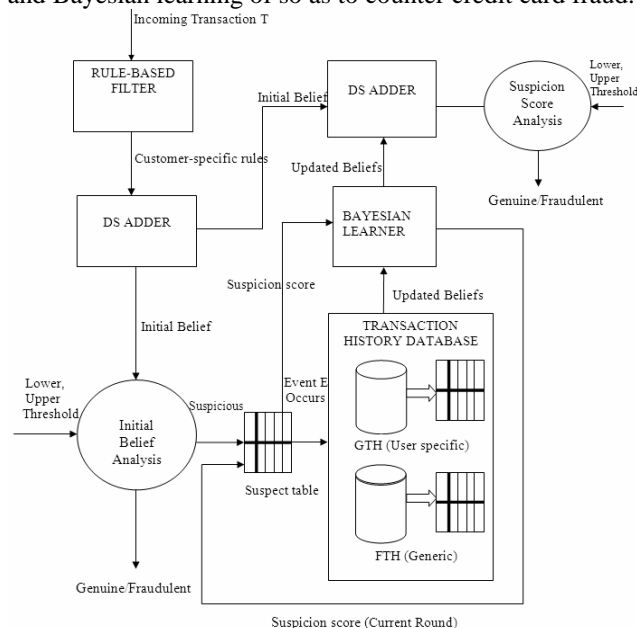 and Bayesian learning of so as to counter credit card fraud.
Incoming Transaction T
RULE-BASED
FILTER
Customer-specific rules
DS ADDER
Initial Belief
DS ADDER
Suspicion
Score
Analysis
Lower,
Upper
Threshold
Genuine/Fraudulent
Updated Beliefs
BAYESIAN
LEARNER
Suspicion score
Updated Beliefs
Initial Belief
TRANSACTION
HISTORY DATABASE
Lower,
Upper
Threshold
Initial
Belief
Analysis
Suspicious
Event E
Occurs
Suspect table
GTH (User specific)
FTH (Generic)
Genuine/Fraudulent
Suspicion score (Current Round)